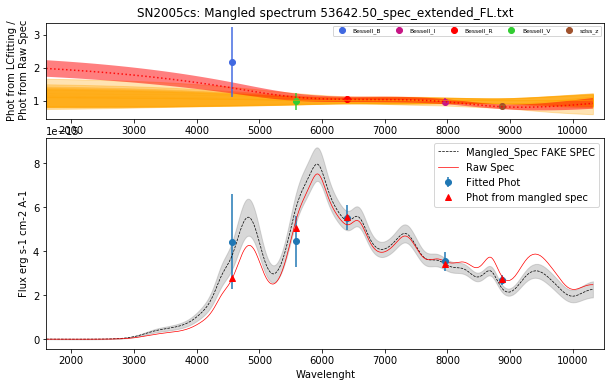 SN2005cs: Mangled spectrum 53642.50_spec_extended_FL.txt
Phot from LCfitting /
Phot from Raw Spec
3
2
1
Bessell_B
Bessell_I
Bessell_R
Bessell_V
sdss_z
2000 3000 4000 5000 6000 7000 8000 9000 10000
Flux erg s-1 cm-2 A-1
8
6
4
2
0
Mangled_Spec FAKE SPEC
Raw Spec
Fitted Phot
Phot from mangled spec
2000 3000 4000 5000 6000 7000 8000 9000 10000
Wavelenght